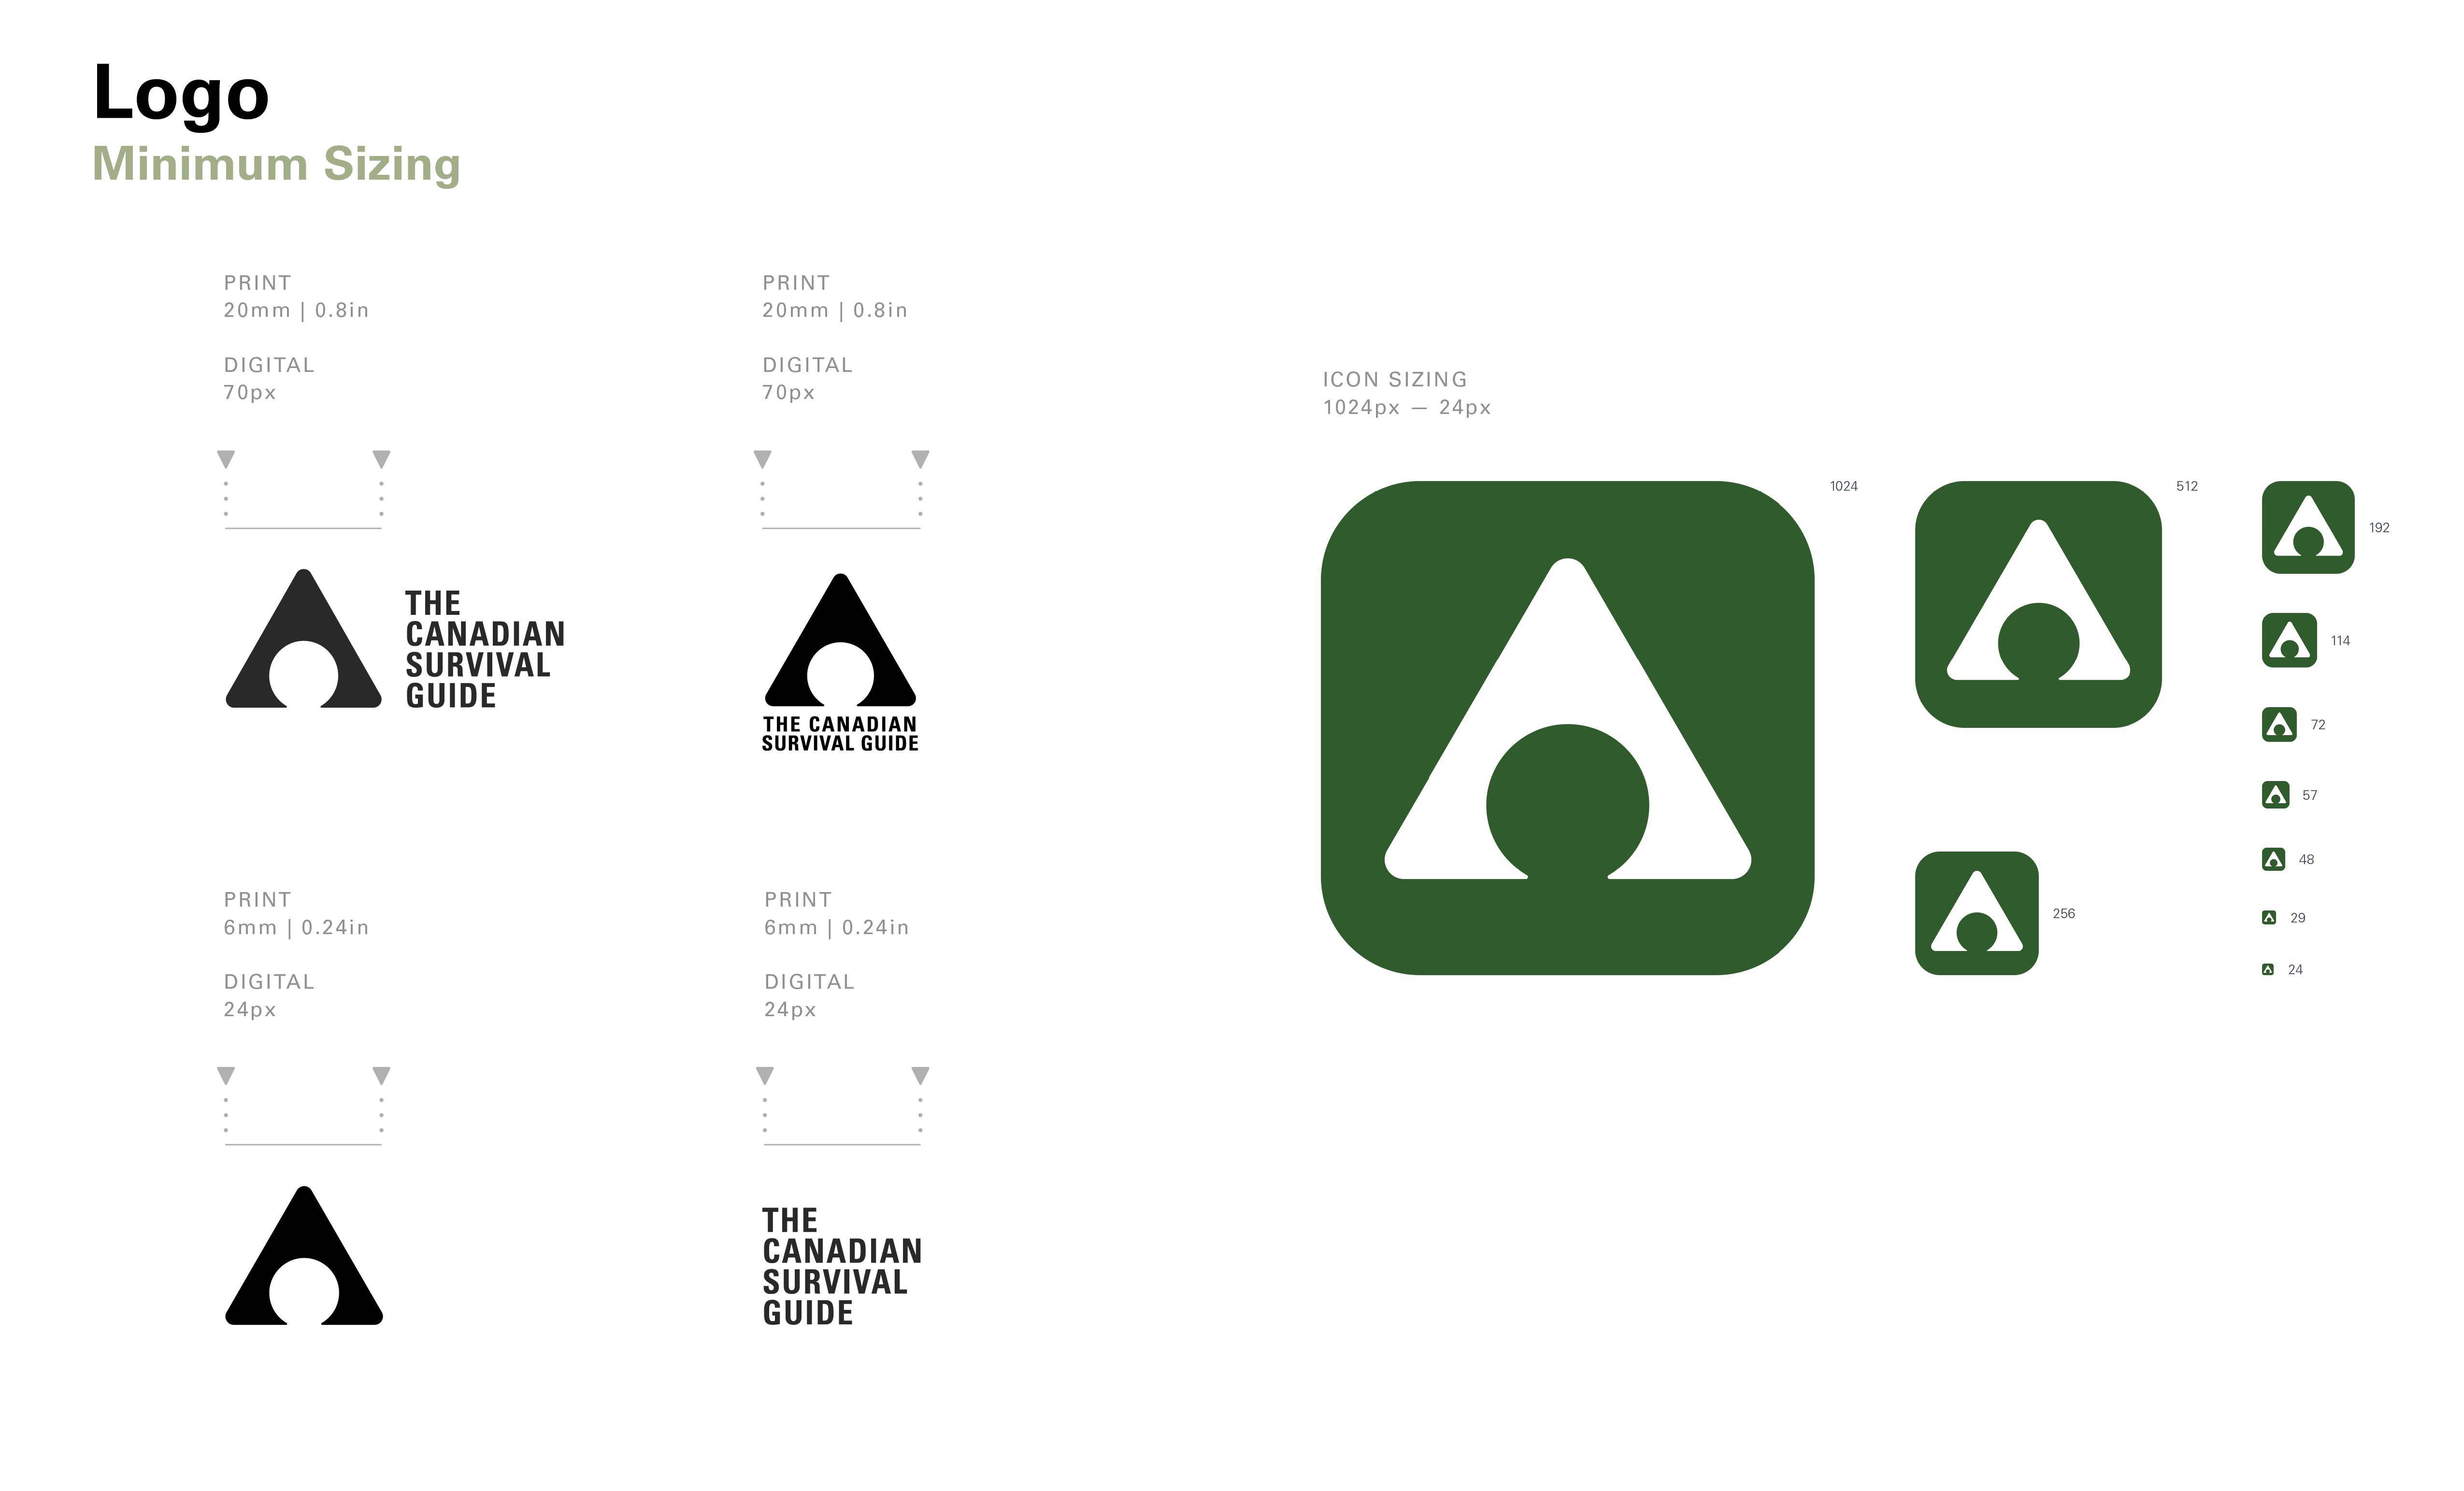 Logo
Minimum Sizing
PRINT
20mm | 0.8in
DIGITAL
70px
THE
CANADIAN
SURVIVAL
GUIDE
PRINT
20mm | 0.8in
DIGITAL
70px
THE CANADIAN
SURVIVAL GUIDE
PRINT
6mm | 0.24in
DIGITAL
24px
PRINT
6mm | 0.24in
DIGITAL
24px
THE
CANADIAN
SURVIVAL
GUIDE
ICON SIZING
1024px — 24px
1024
512
256
192
114
72
57
48
29
24